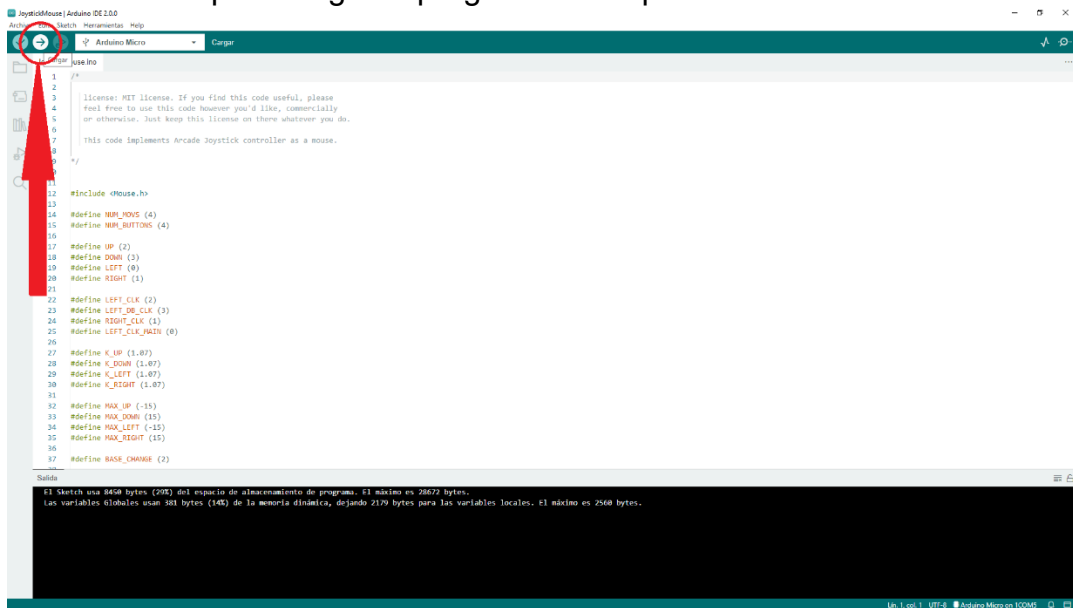 JoystickMouse | Arduino IDE 2.0.0
Sketch Herramientas Help
Arduino Micro
Cargar
Cargar
use.ino
1 /*
2
3 license: MIT license. If you find this code useful, please
4 feel free to use this code however you'd like, commercially
5 or otherwise. Just keep this license on there whatever you do.
6
7 This code implements Arcade Joystick controller as a mouse.
8
9 */
11
12 #include <Mouse.h>
13
14 #define NUM_MOVS (4)
15 #define NUM_BUTTONS (4)
16
17 #define UP (2)
18 #define DOWN (3)
19 #define LEFT (0)
20 #define RIGHT (1)
21
22 #define LEFT_CLK (2)
23 #define LEFT_DB_CLK (3)
24 #define RIGHT_CLK (1)
25 #define LEFT_CLK_MAIN (0)
26
27 #define K_UP (1.07)
28 #define K_DOWN (1.07)
29 #define K_LEFT (1.07)
30 #define K_RIGHT (1.07)
31
32 #define MAX_UP (-15)
33 #define MAX_DOWN (15)
34 #define MAX_LEFT (-15)
35 #define MAX_RIGHT (15)
36
37 #define BASE_CHANGE (2)
Salida
El Sketch usa 8450 bytes (29%) del espacio de almacenamiento de programa. El máximo es 28672 bytes.
Las variables Globales usan 381 bytes (14%) de la memoria dinámica, dejando 2179 bytes para las variables locales. El máximo es 2560 bytes.
Lín. 1, col. 1 UTF-8 Arduino Micro en COM5